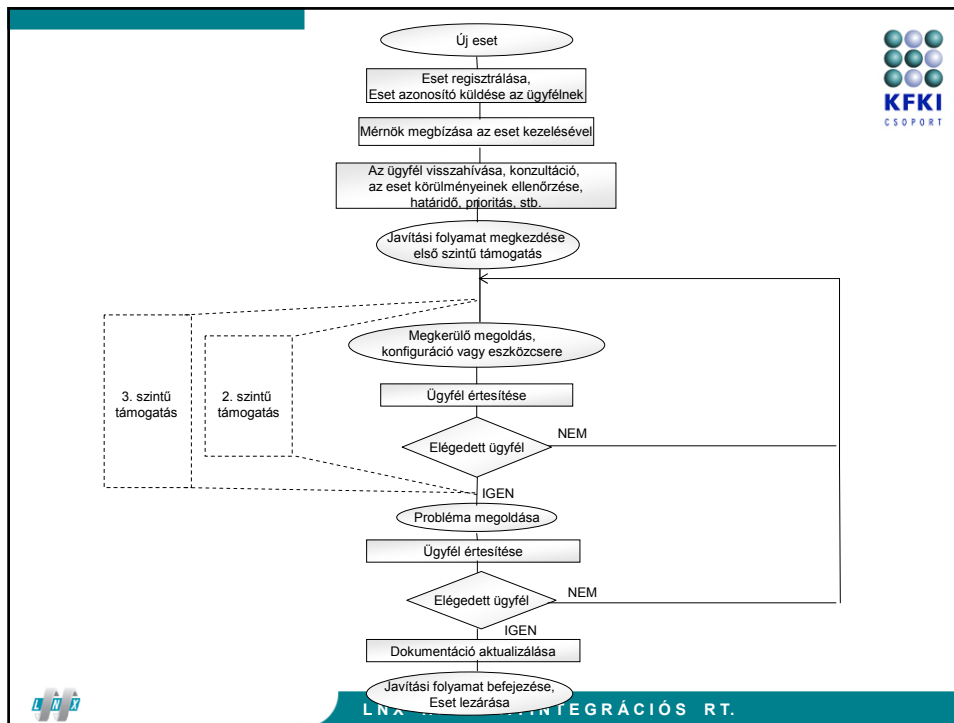 Új eset
KFKI
CSOPORT
Eset regisztrálása,
Eset azonosító küldése az ügyfélnek
Mérnök megbízása az eset kezelésével
Az ügyfél visszahívása, konzultáció,
az eset körülményeinek ellenőrzése,
határidő, prioritás, stb.
Javítási folyamat megkezdése
első szintű támogatás
Megkerülő megoldás,
konfiguráció vagy eszközcsere
3. szintű
támogatás
2. szintű
támogatás
Ügyfél értesítése
Elégedett ügyfél
NEM
IGEN
Probléma megoldása
Ügyfél értesítése
Elégedett ügyfél
NEM
IGEN
Dokumentáció aktualizálása
Javítási folyamat befejezése,
Eset lezárása
LNX
LNX INTEGRÁCIÓS RT.